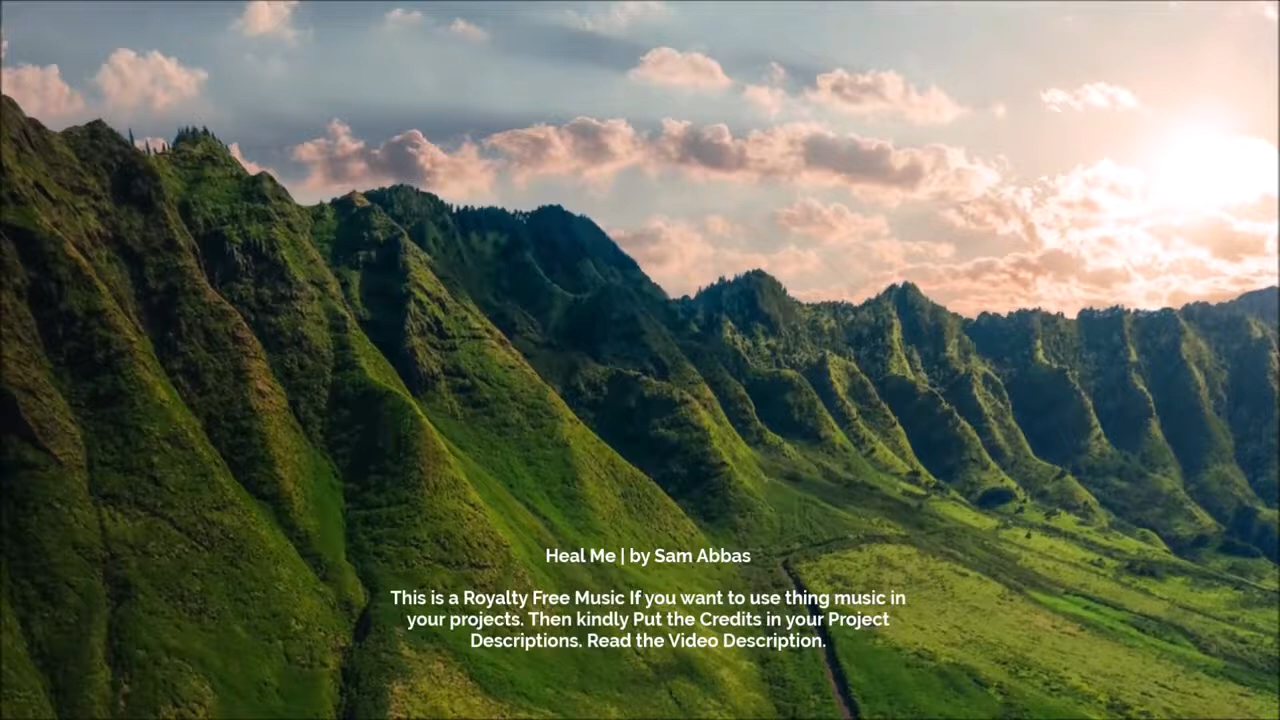 Heal Me | by Sam Abbas
This is a Royalty Free Music If you want to use thing music in
your projects. Then kindly Put the Credits in your Project
Descriptions. Read the Video Description.